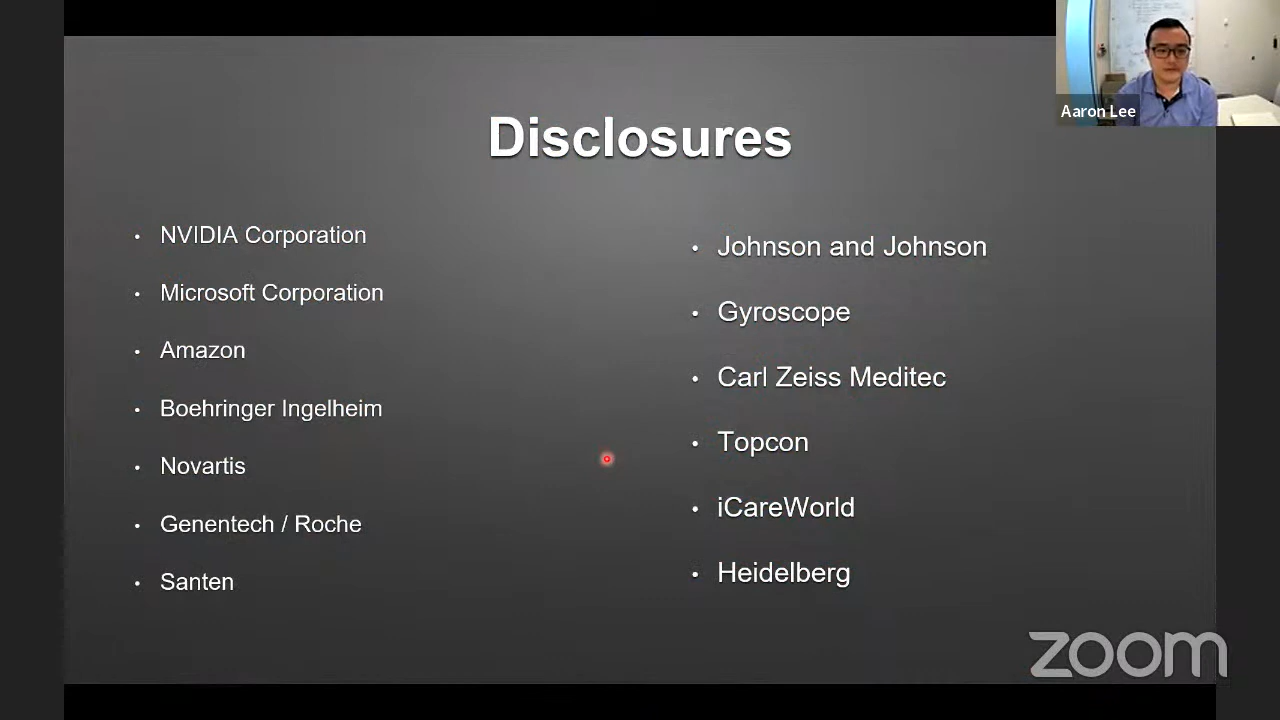 Disclosures
Aaron Lee
NVIDIA Corporation
Microsoft Corporation
Amazon
Boehringer Ingelheim
Novartis
Genentech / Roche
Santen
Johnson and Johnson
Gyroscope
Carl Zeiss Meditec
Topcon
iCareWorld
Heidelberg
zoom